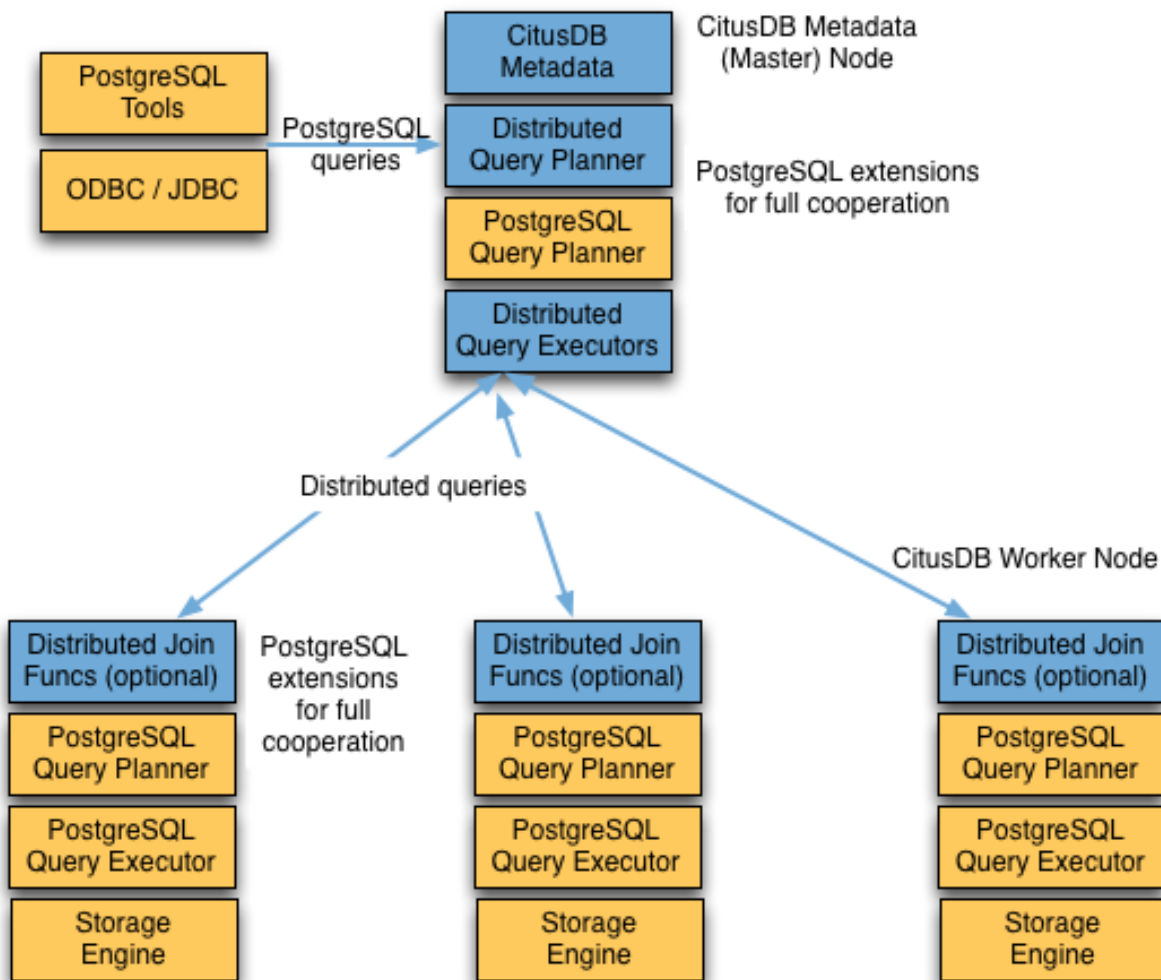 CitusDB
Metadata
CitusDB Metadata
(Master) Node
PostgreSQL
Tools
ODBC / JDBC
PostgreSQL
queries
Distributed
Query Planner
PostgreSQL extensions
for full cooperation
PostgreSQL
Query Planner
Distributed
Query Executors
Distributed queries
CitusDB Worker Node
Distributed Join
Funcs (optional)
PostgreSQL
Query Planner
PostgreSQL
Query Executor
Storage
Engine
PostgreSQL
extensions
for full
cooperation
Distributed Join
Funcs (optional)
PostgreSQL
Query Planner
PostgreSQL
Query Executor
Storage
Engine
Distributed Join
Funcs (optional)
PostgreSQL
Query Planner
PostgreSQL
Query Executor
Storage
Engine